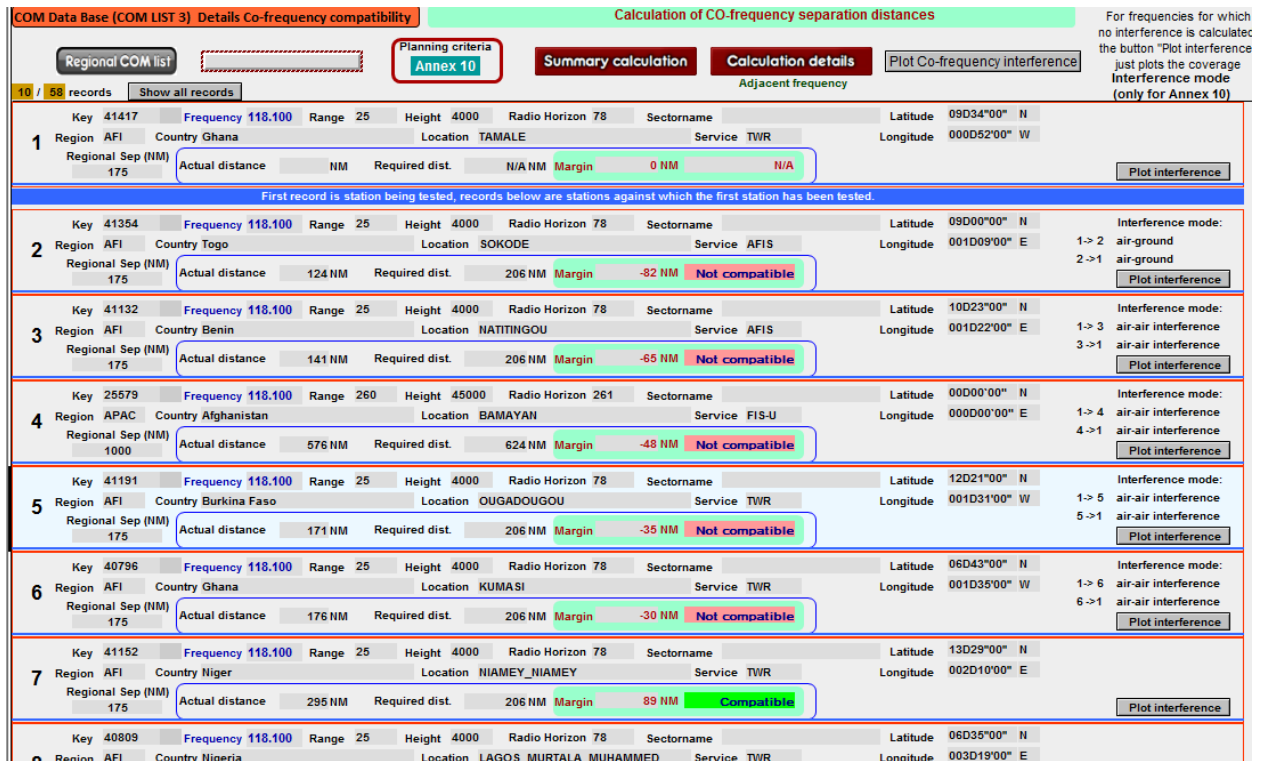 COM Data Base (COM LIST 3) Details Co-frequency compatibility
Calculation of CO-frequency separation distances
For frequencies for which
no interference is calculated
the button "Plot interference
just plots the coverage
Regional COM list
Planning criteria
Annex 10
Summary calculation
Calculation details
Plot Co-frequency interference
Adjacent frequency
Interference mode
(only for Annex 10)
10 / 58 records Show all records
Key 41417 Frequency 118.100 Range 25 Height 4000 Radio Horizon 78 Sectorname Latitude 09D34"00" N
1 Region AFI Country Ghana Location TAMALE Service TWR Longitude 000D52'00" W
Regional Sep (NM)
175 Actual distance NM Required dist. N/A NM Margin 0 NM N/A Plot interference
First record is station being tested, records below are stations against which the first station has been tested.
Key 41354 Frequency 118.100 Range 25 Height 4000 Radio Horizon 78 Sectorname Latitude 09D00"00" N Interference mode:
2 Region AFI Country Togo Location SOKODE Service AFIS Longitude 001D09'00" E 1-> 2 air-ground
Regional Sep (NM) 2->1 air-ground
175 Actual distance 124 NM Required dist. 206 NM Margin -82 NM Not compatible Plot interference
Key 41132 Frequency 118.100 Range 25 Height 4000 Radio Horizon 78 Sectorname Latitude 10D23"00" N Interference mode:
3 Region AFI Country Benin Location NATITINGOU Service AFIS Longitude 001D22'00" E 1-> 3 air-air interference
Regional Sep (NM) 3->1 air-air interference
175 Actual distance 141 NM Required dist. 206 NM Margin -65 NM Not compatible Plot interference
Key 25579 Frequency 118.100 Range 260 Height 45000 Radio Horizon 261 Sectorname Latitude 00D00'00" N Interference mode:
4 Region APAC Country Afghanistan Location BAMAYAN Service FIS-U Longitude 000D00'00" E 1-> 4 air-air interference
Regional Sep (NM) 4->1 air-air interference
1000 Actual distance 576 NM Required dist. 624 NM Margin -48 NM Not compatible Plot interference
Key 41191 Frequency 118.100 Range 25 Height 4000 Radio Horizon 78 Sectorname Latitude 12D21"00" N Interference mode:
5 Region AFI Country Burkina Faso Location OUGADOUGOU Service TWR Longitude 001D31'00" W 1-> 5 air-air interference
Regional Sep (NM) 5->1 air-air interference
175 Actual distance 171 NM Required dist. 206 NM Margin -35 NM Not compatible Plot interference
Key 40796 Frequency 118.100 Range 25 Height 4000 Radio Horizon 78 Sectorname Latitude 06D43"00" N Interference mode:
6 Region AFI Country Ghana Location KUMASI Service TWR Longitude 001D35'00" W 1-> 6 air-air interference
Regional Sep (NM) 6->1 air-air interference
175 Actual distance 176 NM Required dist. 206 NM Margin -30 NM Not compatible Plot interference
Key 41152 Frequency 118.100 Range 25 Height 4000 Radio Horizon 78 Sectorname Latitude 13D29"00" N
7 Region AFI Country Niger Location NIAMEY_NIAMEY Service TWR Longitude 002D10'00" E
Regional Sep (NM)
175 Actual distance 295 NM Required dist. 206 NM Margin 89 NM Compatible Plot interference
Key 40809 Frequency 118.100 Range 25 Height 4000 Radio Horizon 78 Sectorname Latitude 06D35"00" N
Region AFI Country Nigeria Location LAGOS_MURTALA_MUHAMMED Service TWR Longitude 003D19'00" E